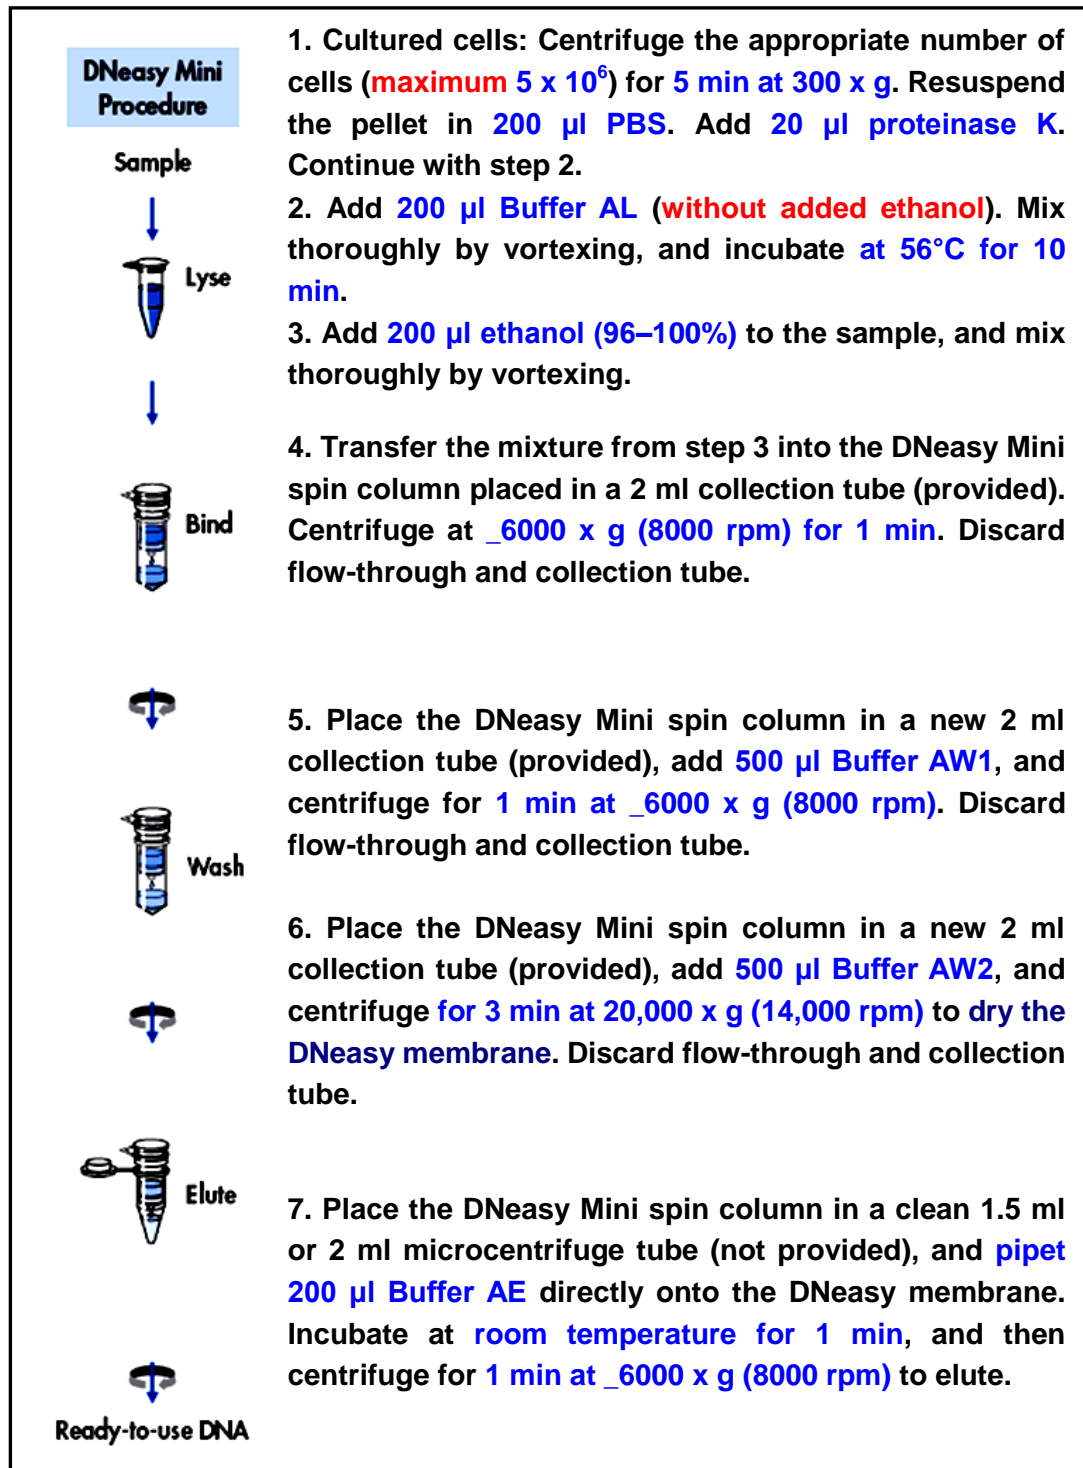 DNeasy Mini
Procedure
Sample
Lyse
Bind
Wash
Elute
Ready-to-use DNA
1. Cultured cells: Centrifuge the appropriate number of
cells (maximum 5 x 10⁶) for 5 min at 300 x g. Resuspend
the pellet in 200 µl PBS. Add 20 µl proteinase K.
Continue with step 2.
2. Add 200 µl Buffer AL (without added ethanol). Mix
thoroughly by vortexing, and incubate at 56°C for 10
min.
3. Add 200 µl ethanol (96–100%) to the sample, and mix
thoroughly by vortexing.
4. Transfer the mixture from step 3 into the DNeasy Mini
spin column placed in a 2 ml collection tube (provided).
Centrifuge at _6000 x g (8000 rpm) for 1 min. Discard
flow-through and collection tube.
5. Place the DNeasy Mini spin column in a new 2 ml
collection tube (provided), add 500 µl Buffer AW1, and
centrifuge for 1 min at _6000 x g (8000 rpm). Discard
flow-through and collection tube.
6. Place the DNeasy Mini spin column in a new 2 ml
collection tube (provided), add 500 µl Buffer AW2, and
centrifuge for 3 min at 20,000 x g (14,000 rpm) to dry the
DNeasy membrane. Discard flow-through and collection
tube.
7. Place the DNeasy Mini spin column in a clean 1.5 ml
or 2 ml microcentrifuge tube (not provided), and pipet
200 µl Buffer AE directly onto the DNeasy membrane.
Incubate at room temperature for 1 min, and then
centrifuge for 1 min at _6000 x g (8000 rpm) to elute.